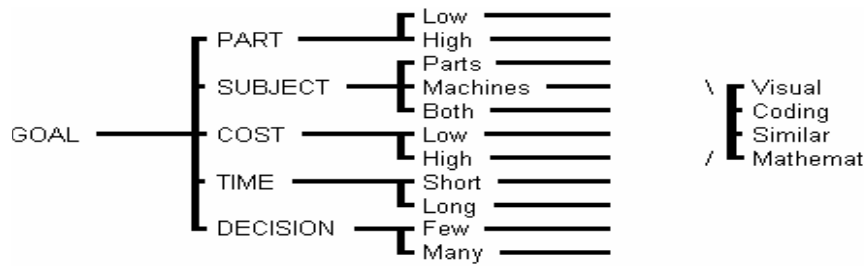 Low
PART High
Parts
SUBJECT Machines \ Visual
Both Coding
GOAL COST Low Similar
High / Mathemat
TIME Short
Long
DECISION Few
Many